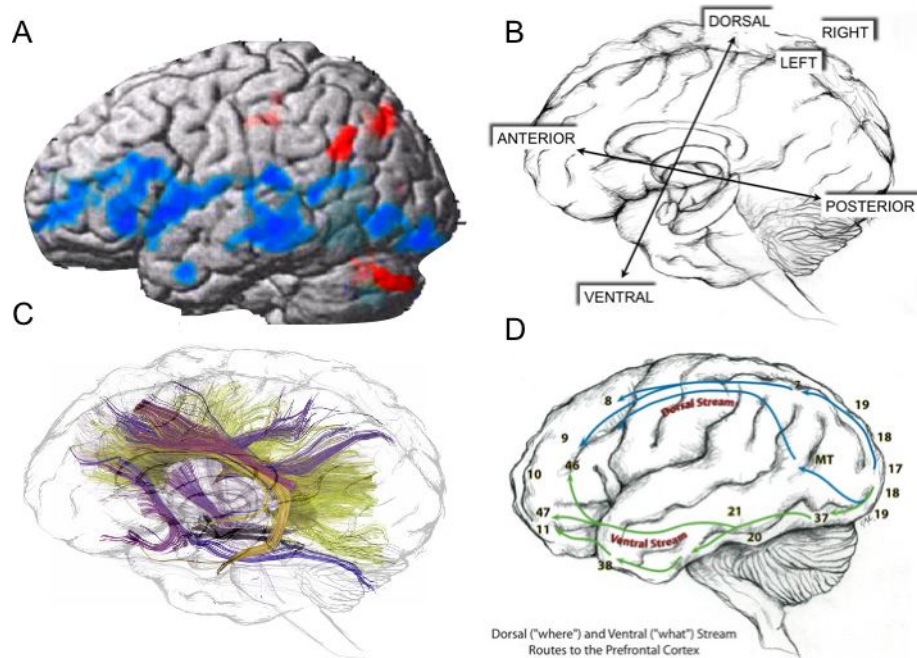 A
B
DORSAL
RIGHT
LEFT
ANTERIOR
POSTERIOR
VENTRAL
C
D
7
8
Dorsal Stream
19
9
18
10
46
MT
17
18
47
21
37
19
11
Ventral Stream
20
38
Dorsal ("where") and Ventral ("what") Stream
Routes to the Prefrontal Cortex